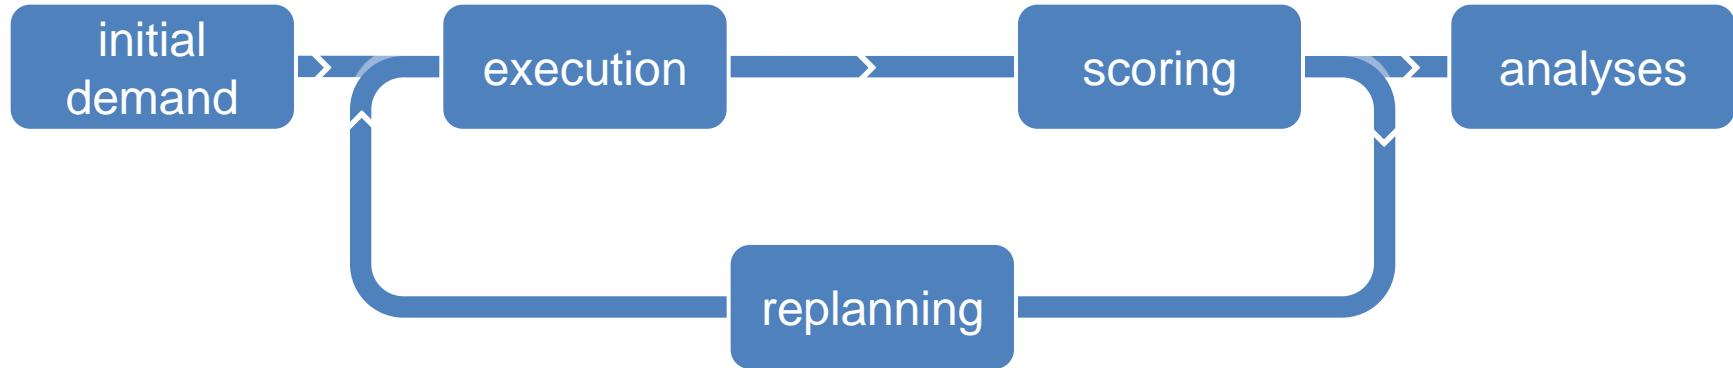 initial
demand
execution
scoring
analyses
replanning